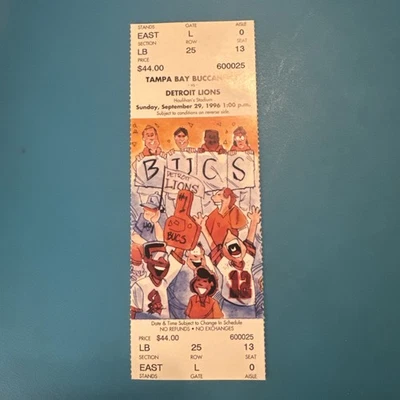 STANDS GATE AISLE
EAST L 0
SECTION ROW SEAT
LB 25 13
PRICE
$44.00 600025
TAMPA BAY
vs
DETROIT LIONS
Houlihan's Stadium
Sunday, September 29, 1996 1:00 p.m.
Subject to conditions on reverse side.
BUCS
DETROIT
LIONS
#1
BUCS
Date & Time Subject to Change to Schedule
NO REFUNDS • NO EXCHANGES
PRICE $44.00 600025
LB 25 13
SECTION ROW SEAT
EAST L 0
STANDS GATE AISLE